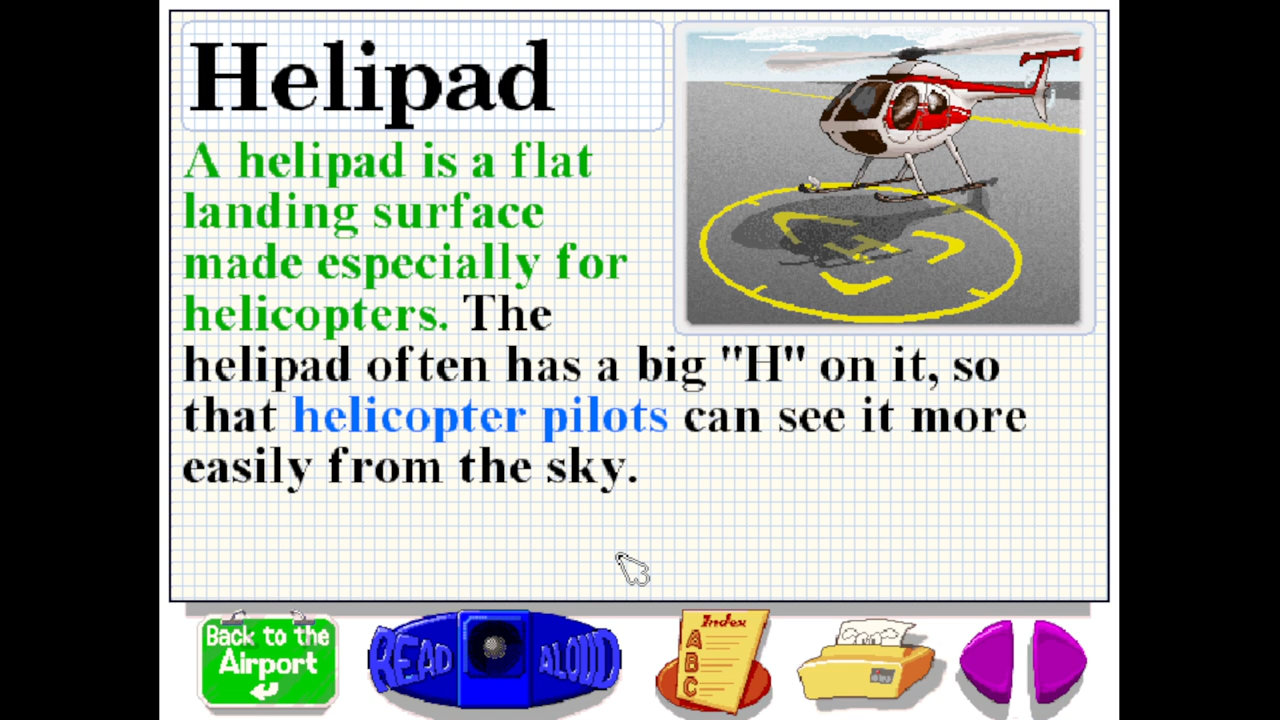 Helipad
A helipad is a flat
landing surface
made especially for
helicopters. The
helipad often has a big "H" on it, so
that helicopter pilots can see it more
easily from the sky.
H
Back to the
Airport
READ ALOUD
Index
A
B
C